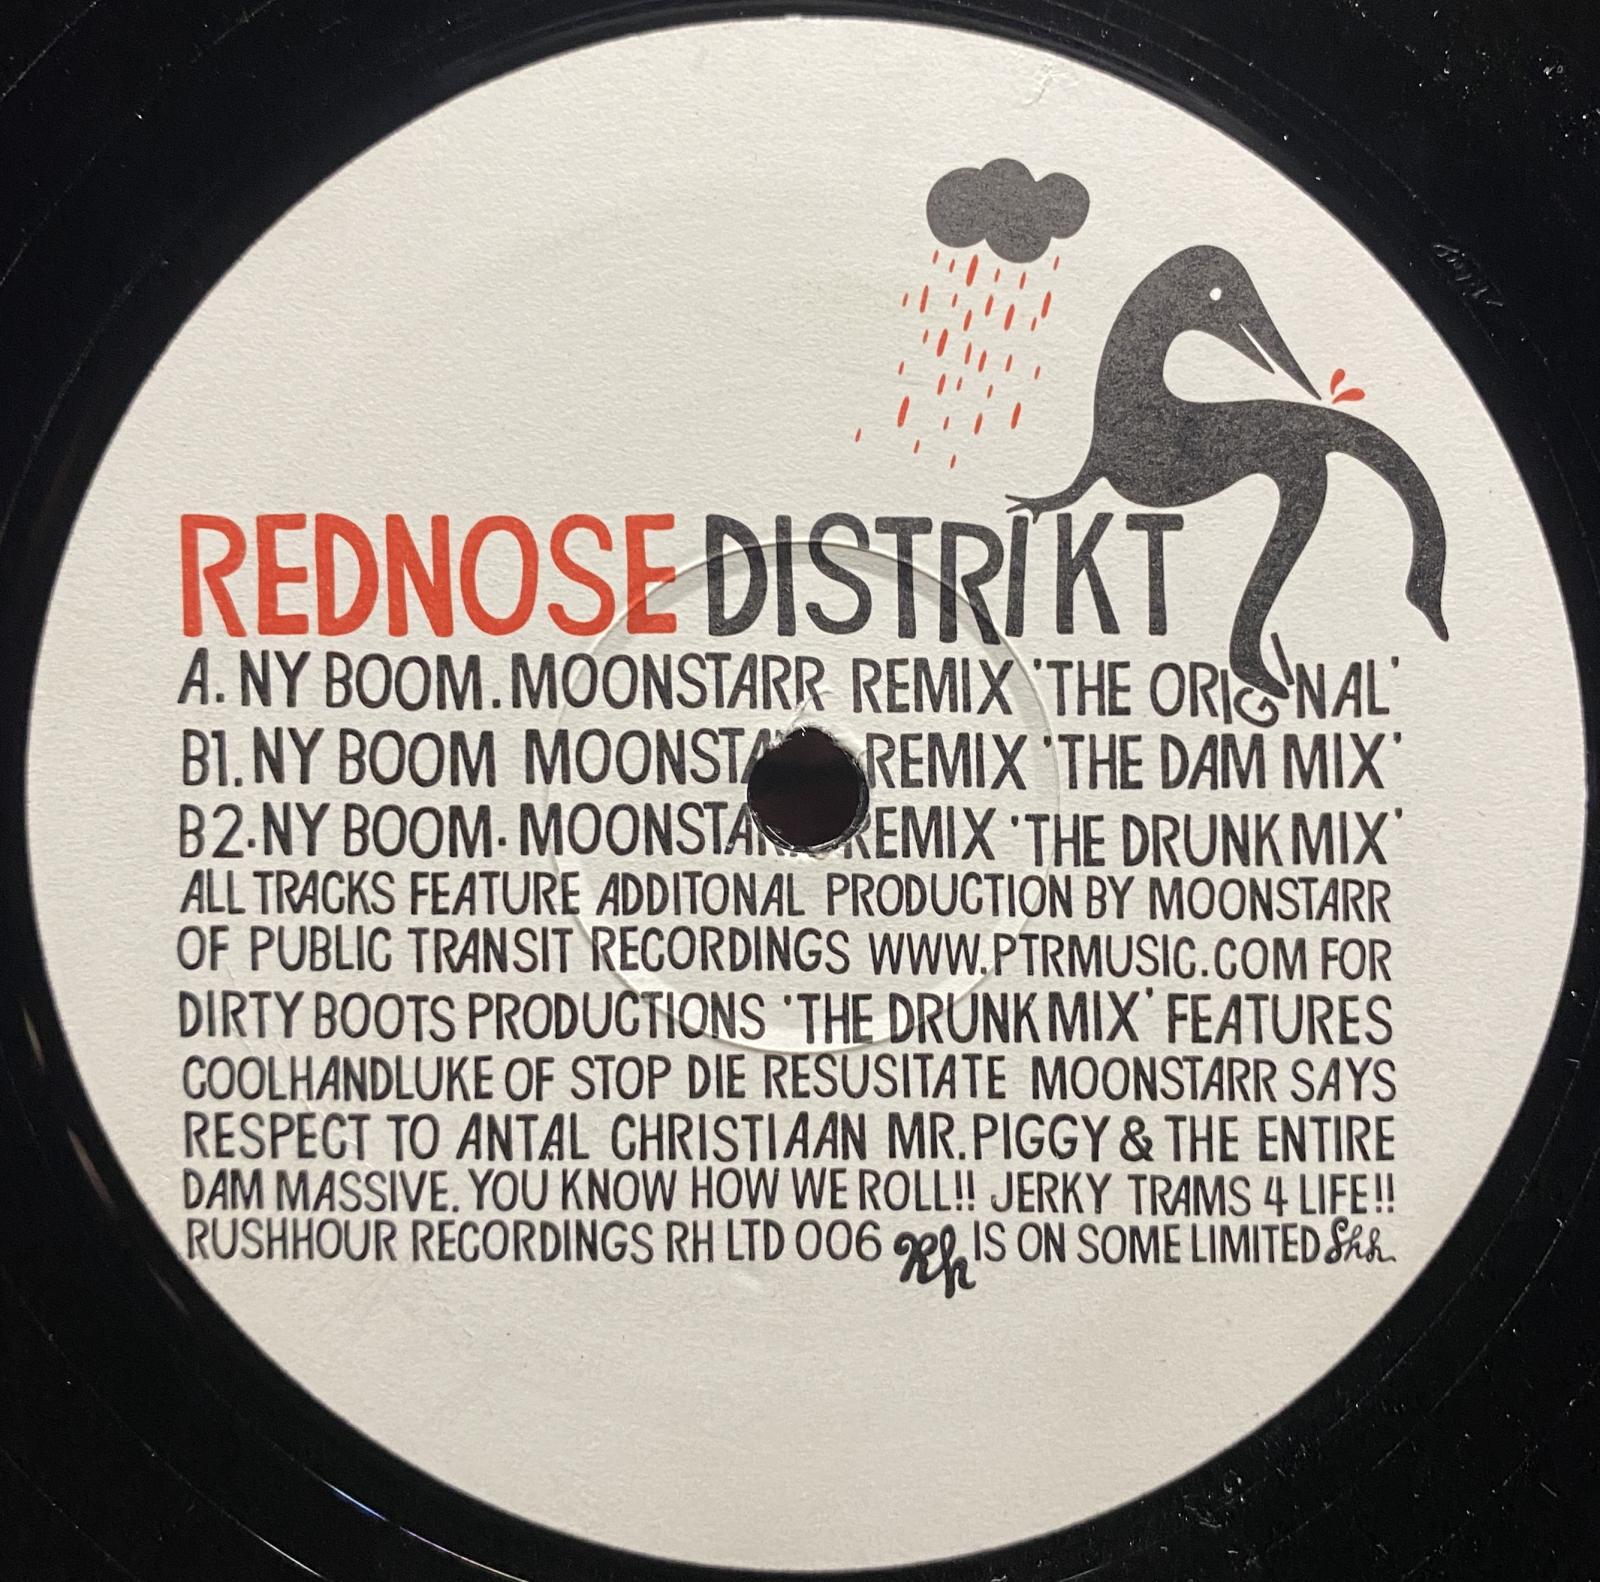 REDNOSE DISTRIKT
A. NY BOOM. MOONSTARR REMIX 'THE ORIGINAL'
B1. NY BOOM MOONSTA REMIX 'THE DAM MIX'
B2. NY BOOM. MOONSTARR REMIX 'THE DRUNK MIX'
ALL TRACKS FEATURE ADDITONAL PRODUCTION BY MOONSTARR
OF PUBLIC TRANSIT RECORDINGS WWW.PTRMUSIC.COM FOR
DIRTY BOOTS PRODUCTIONS 'THE DRUNK MIX' FEATURES
COOLHANDLUKE OF STOP DIE RESUSITATE MOONSTARR SAYS
RESPECT TO ANTAL CHRISTIAAN MR. PIGGY & THE ENTIRE
DAM MASSIVE. YOU KNOW HOW WE ROLL!! JERKY TRAMS 4 LIFE!!
RUSHHOUR RECORDINGS RH LTD 006 Rh IS ON SOME LIMITED Shh